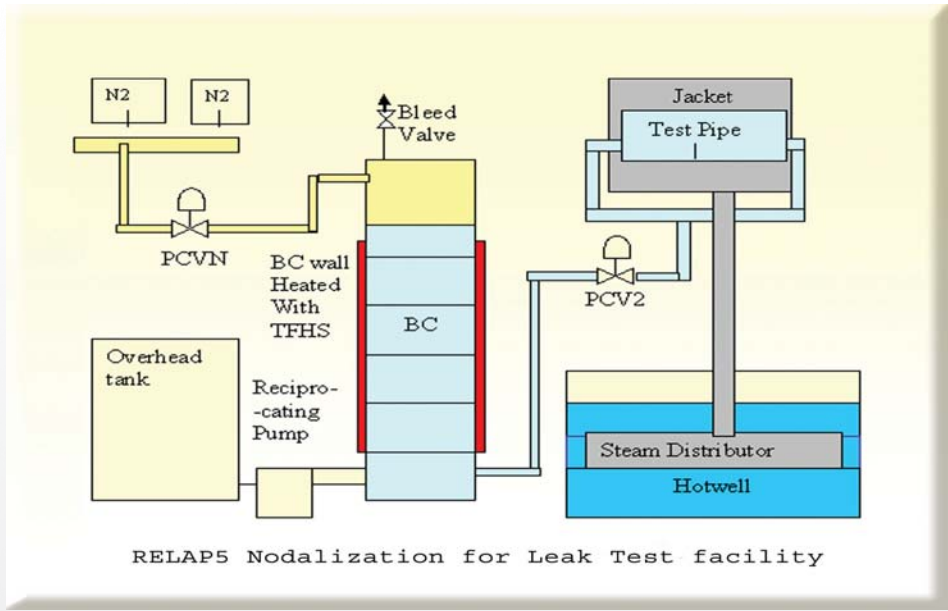 N2
N2
Bleed
Valve
Jacket
Test Pipe
PCVN
BC wall
Heated
With
TFHS
BC
PCV2
Overhead
tank
Recipro-
-cating
Pump
Steam Distributor
Hotwell
RELAP5 Nodalization for Leak Test facility